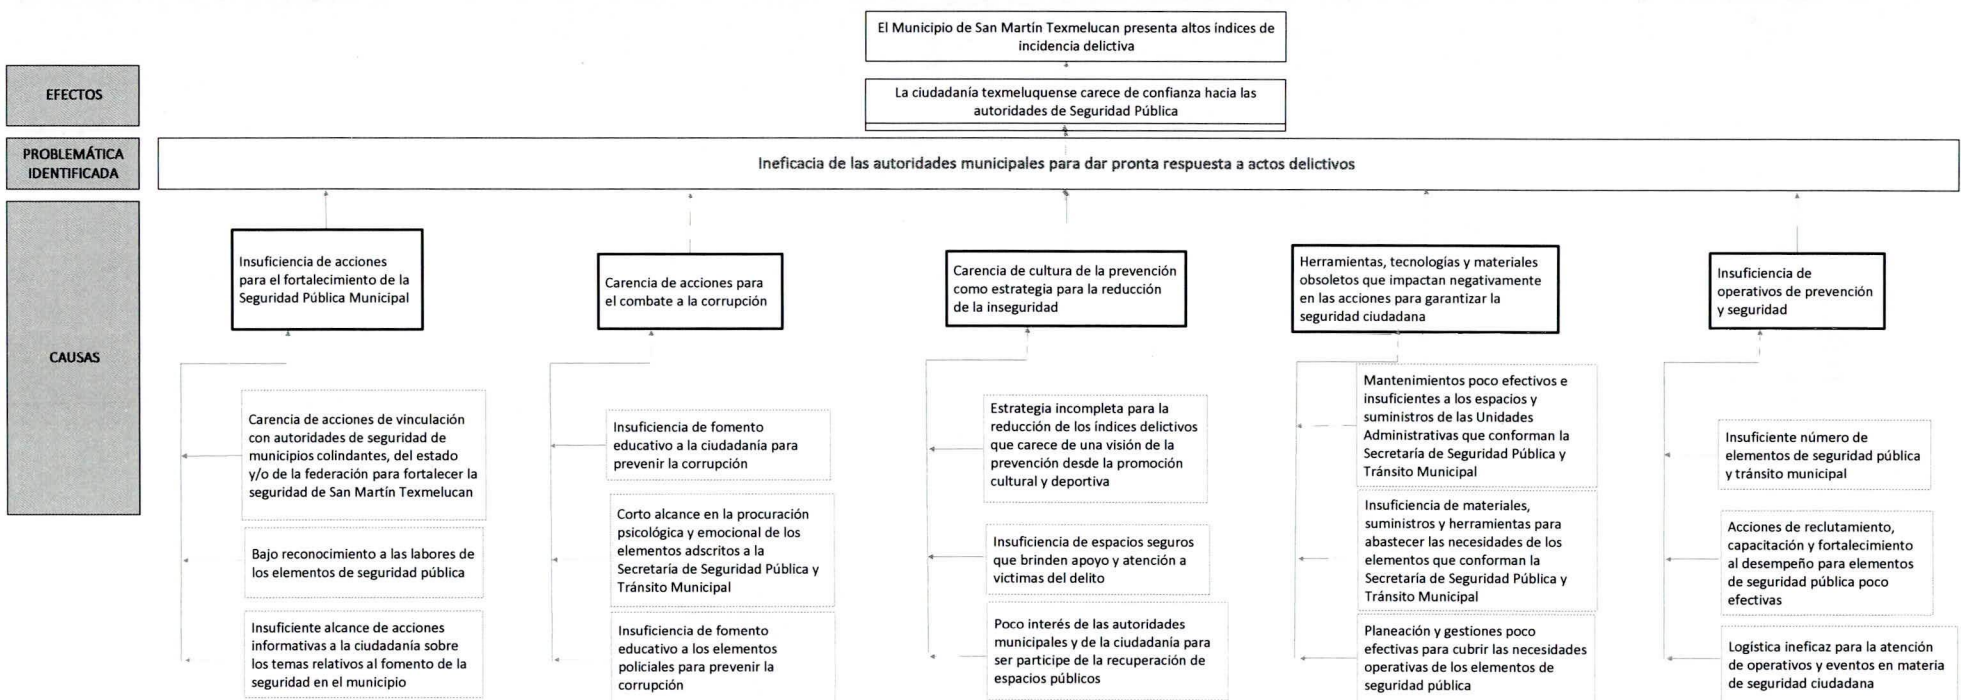 El Municipio de San Martín Texmelucan presenta altos índices de
incidencia delictiva
EFECTOS
La ciudadanía texmeluquense carece de confianza hacia las
autoridades de Seguridad Pública
PROBLEMÁTICA
IDENTIFICADA
Ineficacia de las autoridades municipales para dar pronta respuesta a actos delictivos
CAUSAS
Insuficiencia de acciones
para el fortalecimiento de la
Seguridad Pública Municipal
Carencia de acciones de vinculación
con autoridades de seguridad de
municipios colindantes, del estado
y/o de la federación para fortalecer la
seguridad de San Martín Texmelucan
Bajo reconocimiento a las labores de
los elementos de seguridad pública
Insuficiente alcance de acciones
informativas a la ciudadanía sobre
los temas relativos al fomento de la
seguridad en el municipio
Carencia de acciones para
el combate a la corrupción
Insuficiencia de fomento
educativo a la ciudadanía para
prevenir la corrupción
Corto alcance en la procuración
psicológica y emocional de los
elementos adscritos a la
Secretaría de Seguridad Pública y
Tránsito Municipal
Insuficiencia de fomento
educativo a los elementos
policiales para prevenir la
corrupción
Carencia de cultura de la prevención
como estrategia para la reducción
de la inseguridad
Estrategia incompleta para la
reducción de los índices delictivos
que carece de una visión de la
prevención desde la promoción
cultural y deportiva
Insuficiencia de espacios seguros
que brinden apoyo y atención a
victimas del delito
Poco interés de las autoridades
municipales y de la ciudadanía para
ser participe de la recuperación de
espacios públicos
Herramientas, tecnologías y materiales
obsoletos que impactan negativamente
en las acciones para garantizar la
seguridad ciudadana
Mantenimientos poco efectivos e
insuficientes a los espacios y
suministros de las Unidades
Administrativas que conforman la
Secretaría de Seguridad Pública y
Tránsito Municipal
Insuficiencia de materiales,
suministros y herramientas para
abastecer las necesidades de los
elementos que conforman la
Secretaría de Seguridad Pública y
Tránsito Municipal
Planeación y gestiones poco
efectivas para cubrir las necesidades
operativas de los elementos de
seguridad pública
Insuficiencia de
operativos de prevención
y seguridad
Insuficiente número de
elementos de seguridad pública
y tránsito municipal
Acciones de reclutamiento,
capacitación y fortalecimiento
al desempeño para elementos
de seguridad pública poco
efectivas
Logística ineficaz para la atención
de operativos y eventos en materia
de seguridad ciudadana